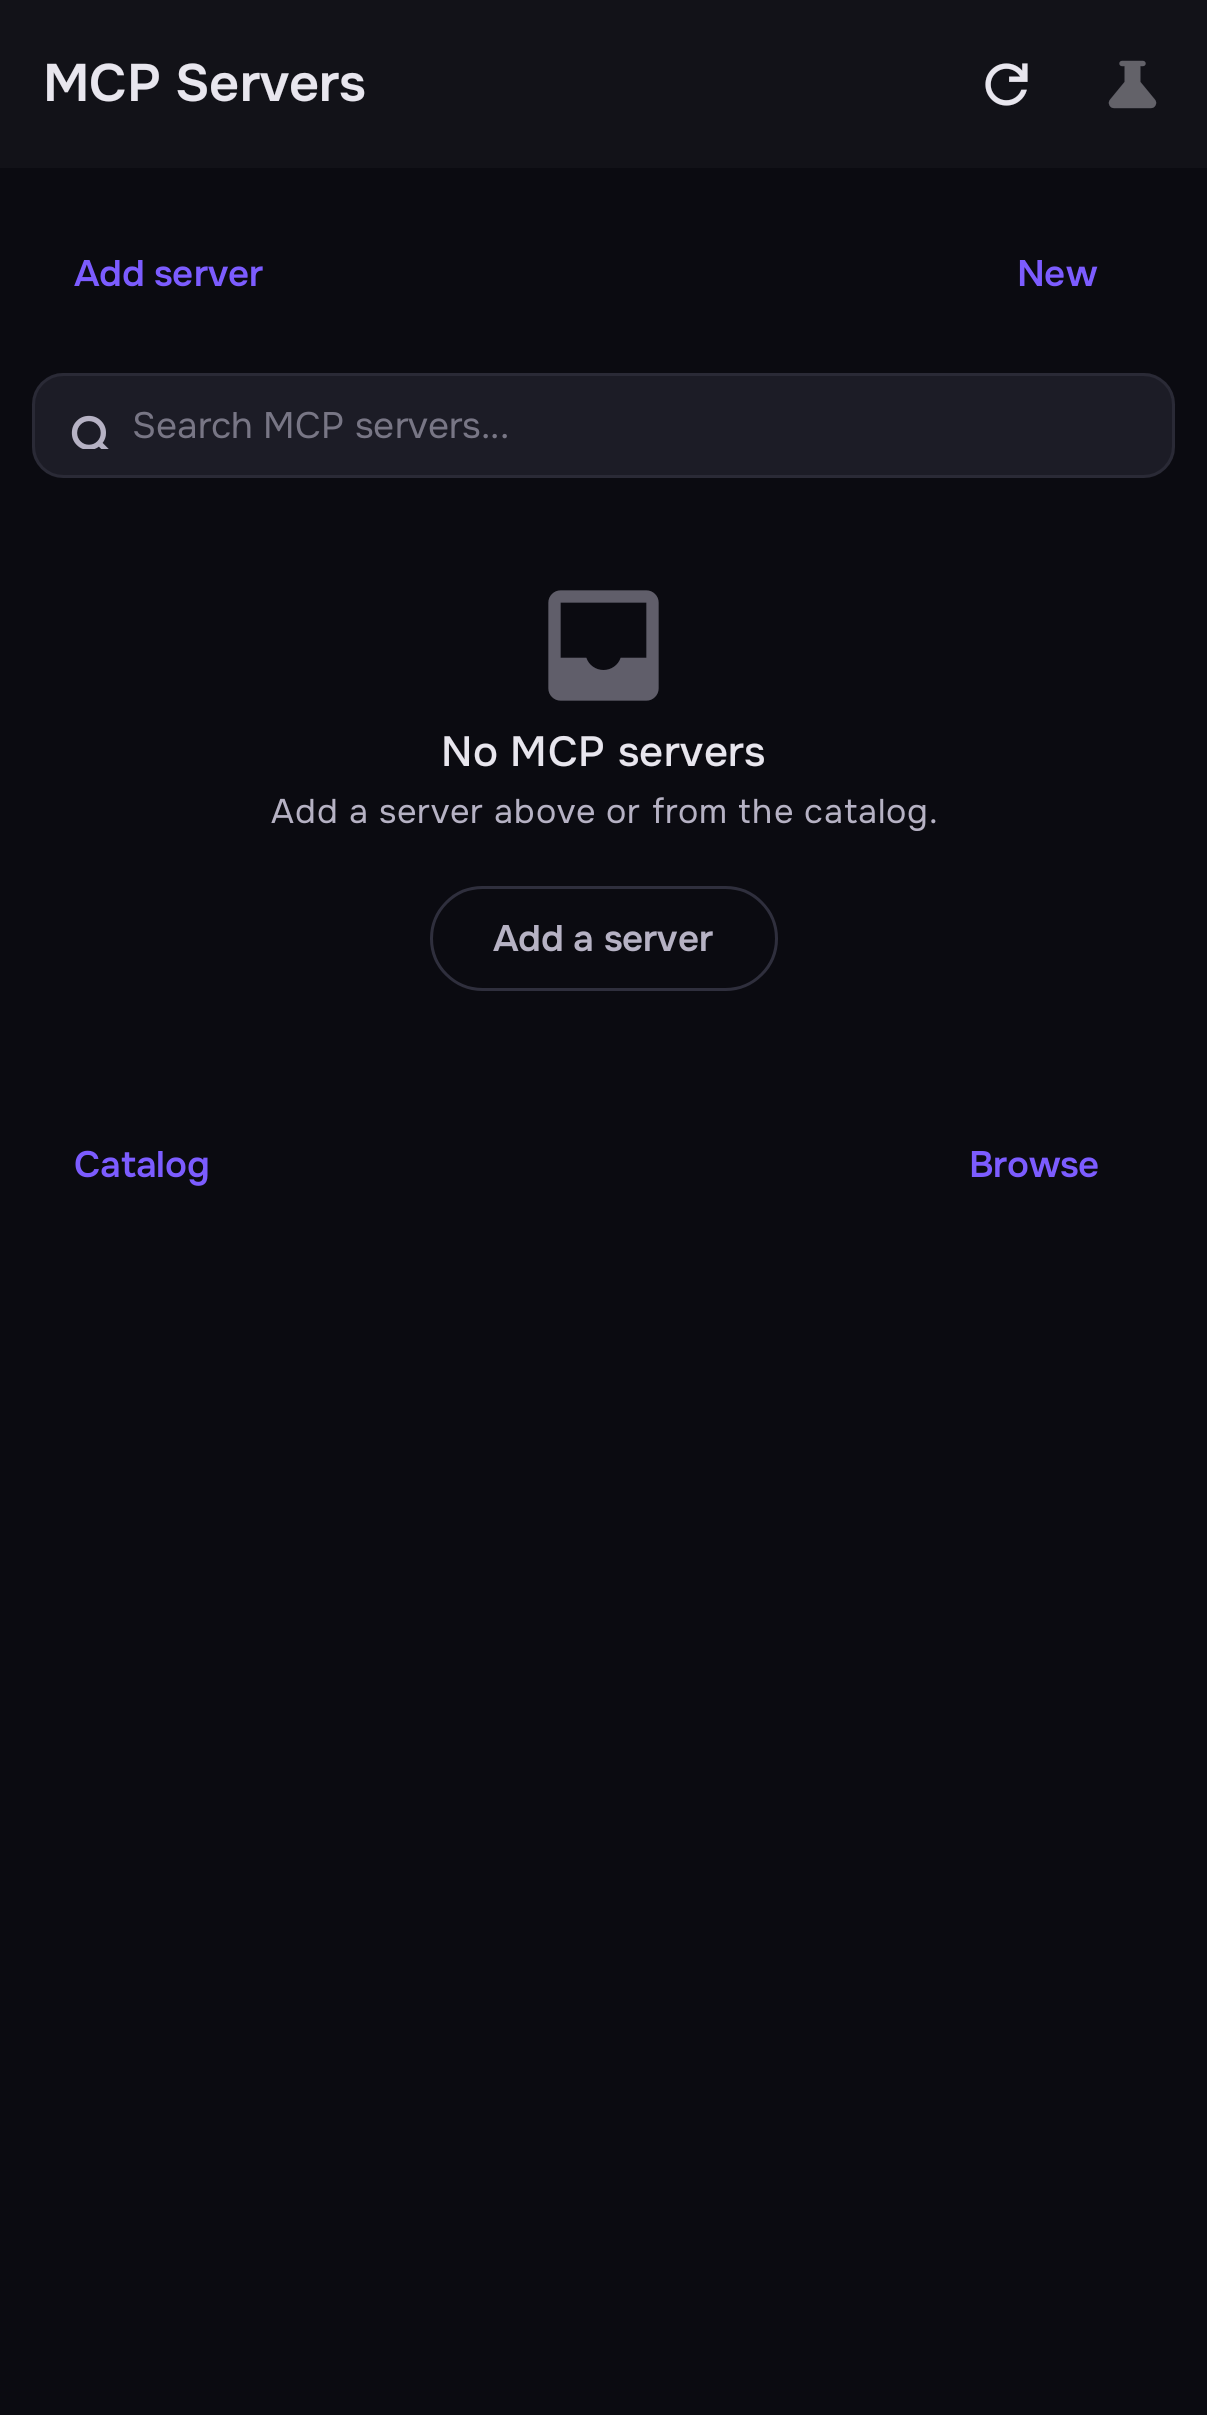 MCP Servers
Add server
New
Search MCP servers...
No MCP servers
Add a server above or from the catalog.
Add a server
Catalog
Browse